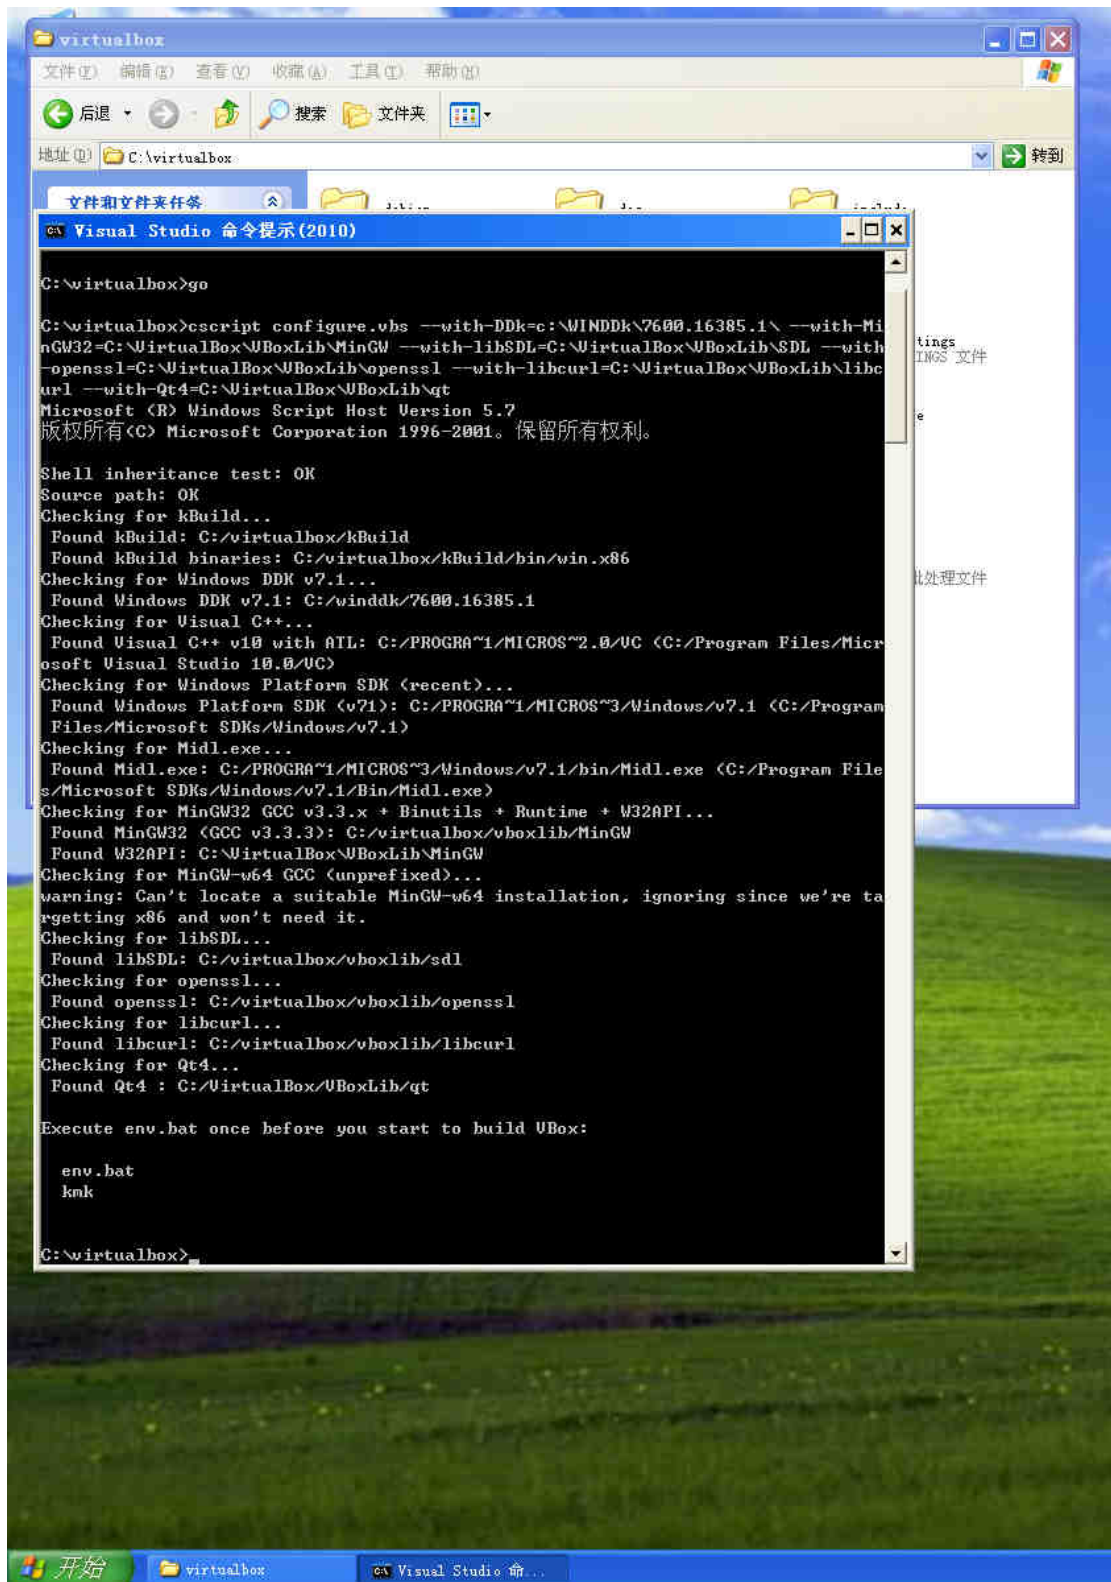 virtualbox
文件(F) 编辑(E) 查看(V) 收藏(A) 工具(T) 帮助(H)
后退 搜索 文件夹
地址(D) C:\virtualbox 转到
文件和文件夹任务
Visual Studio 命令提示(2010)
C:\virtualbox>go
C:\virtualbox>cscript configure.vbs --with-DDk=c:\WINDDk\7600.16385.1\ --with-Mi
nGW32=C:\VirtualBox\VBoxLib\MinGW --with-libSDL=C:\VirtualBox\VBoxLib\SDL --with
-openssl=C:\VirtualBox\VBoxLib\openssl --with-libcurl=C:\VirtualBox\VBoxLib\libc
url --with-Qt4=C:\VirtualBox\VBoxLib\qt
Microsoft (R) Windows Script Host Version 5.7
版权所有(C) Microsoft Corporation 1996-2001。保留所有权利。
Shell inheritance test: OK
Source path: OK
Checking for kBuild...
Found kBuild: C:/virtualbox/kBuild
Found kBuild binaries: C:/virtualbox/kBuild/bin/win.x86
Checking for Windows DDK v7.1...
Found Windows DDK v7.1: C:/winddk/7600.16385.1
Checking for Visual C++...
Found Visual C++ v10 with ATL: C:/PROGRA~1/MICROS~2.0/VC (C:/Program Files/Micr
osoft Visual Studio 10.0/VC)
Checking for Windows Platform SDK (recent)...
Found Windows Platform SDK (v71): C:/PROGRA~1/MICROS~3/Windows/v7.1 (C:/Program
Files/Microsoft SDKs/Windows/v7.1)
Checking for Midl.exe...
Found Midl.exe: C:/PROGRA~1/MICROS~3/Windows/v7.1/bin/Midl.exe (C:/Program File
s/Microsoft SDKs/Windows/v7.1/Bin/Midl.exe)
Checking for MinGW32 GCC v3.3.x + Binutils + Runtime + W32API...
Found MinGW32 (GCC v3.3.3): C:/virtualbox/vboxlib/MinGW
Found W32API: C:\VirtualBox\VBoxLib\MinGW
Checking for MinGW-w64 GCC (unprefixed)...
warning: Can't locate a suitable MinGW-w64 installation, ignoring since we're ta
rgetting x86 and won't need it.
Checking for libSDL...
Found libSDL: C:/virtualbox/vboxlib/sdl
Checking for openssl...
Found openssl: C:/virtualbox/vboxlib/openssl
Checking for libcurl...
Found libcurl: C:/virtualbox/vboxlib/libcurl
Checking for Qt4...
Found Qt4 : C:/VirtualBox/VBoxLib/qt
Execute env.bat once before you start to build VBox:
env.bat
kmk
C:\virtualbox>_
tings
INGS 文件
e
批处理文件
开始 virtualbox Visual Studio 命...